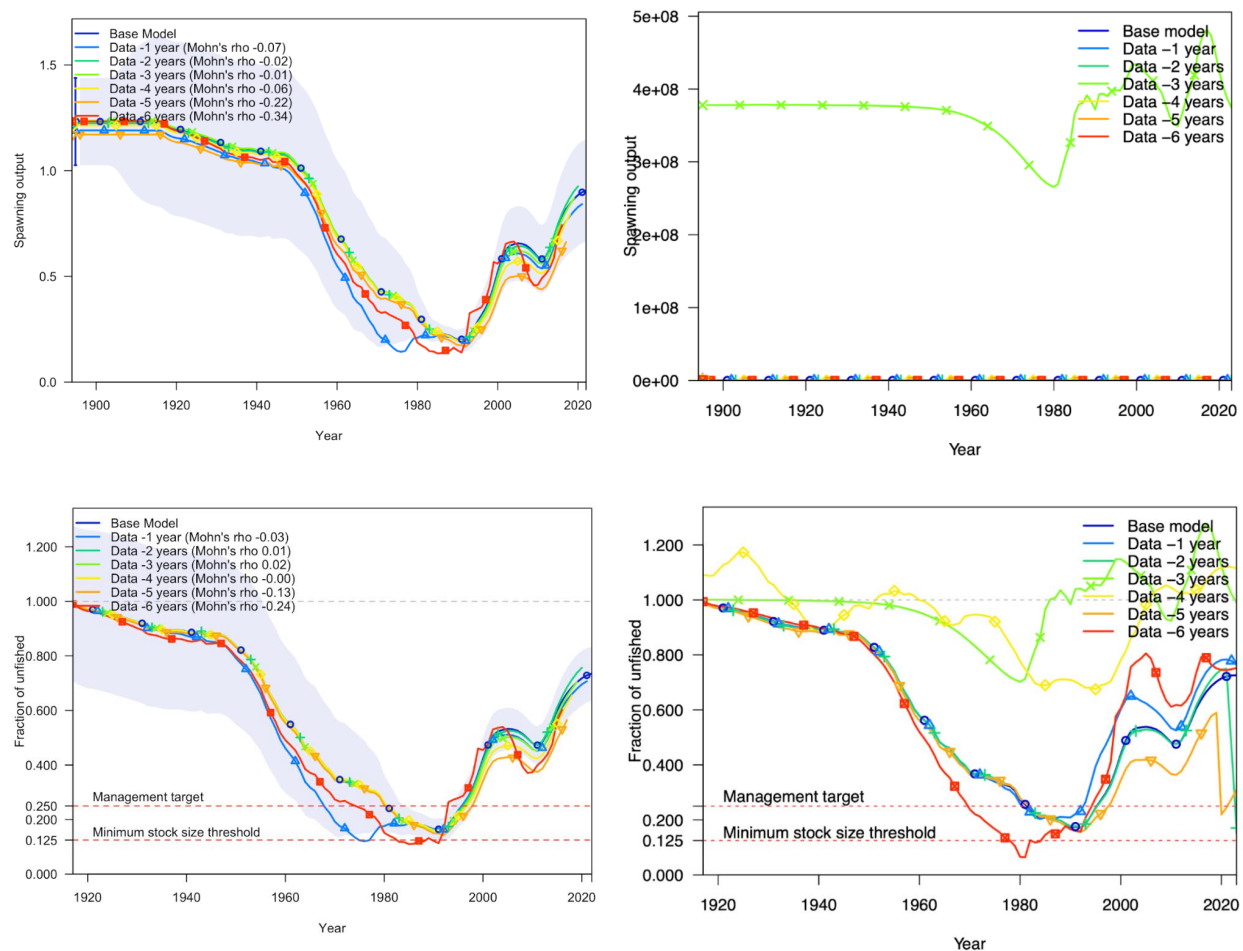 Base Model
Data -1 year (Mohn's rho -0.07)
Data -2 years (Mohn's rho -0.02)
Data -3 years (Mohn's rho -0.01)
Data -4 years (Mohn's rho -0.06)
Data -5 years (Mohn's rho -0.22)
Data -6 years (Mohn's rho -0.34)
1.5
1.0
0.5
0.0
Spawning output
1900 1920 1940 1960 1980 2000 2020
Year
5e+08
4e+08
3e+08
2e+08
1e+08
0e+00
Spawning output
Base model
Data −1 year
Data −2 years
Data −3 years
Data −4 years
Data −5 years
Data −6 years
1900 1920 1940 1960 1980 2000 2020
Year
Base Model
Data -1 year (Mohn's rho -0.03)
Data -2 years (Mohn's rho 0.01)
Data -3 years (Mohn's rho 0.02)
Data -4 years (Mohn's rho -0.00)
Data -5 years (Mohn's rho -0.13)
Data -6 years (Mohn's rho -0.24)
1.200
1.000
0.800
0.600
0.400
0.250
0.200
0.125
0.000
Fraction of unfished
Management target
Minimum stock size threshold
1920 1940 1960 1980 2000 2020
Year
1.200
1.000
0.800
0.600
0.400
0.250
0.200
0.125
0.000
Fraction of unfished
Base model
Data −1 year
Data −2 years
Data −3 years
Data −4 years
Data −5 years
Data −6 years
Management target
Minimum stock size threshold
1920 1940 1960 1980 2000 2020
Year